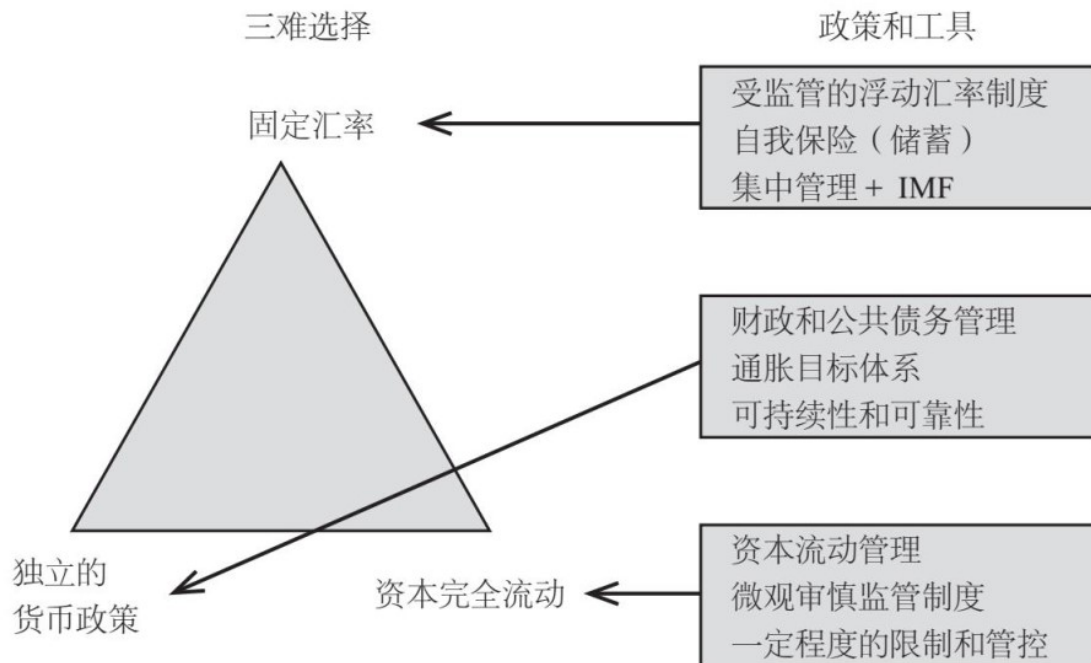 三难选择
政策和工具
固定汇率
受监管的浮动汇率制度
自我保险（储蓄）
集中管理 + IMF
财政和公共债务管理
通胀目标体系
可持续性和可靠性
独立的
货币政策
资本完全流动
资本流动管理
微观审慎监管制度
一定程度的限制和管控